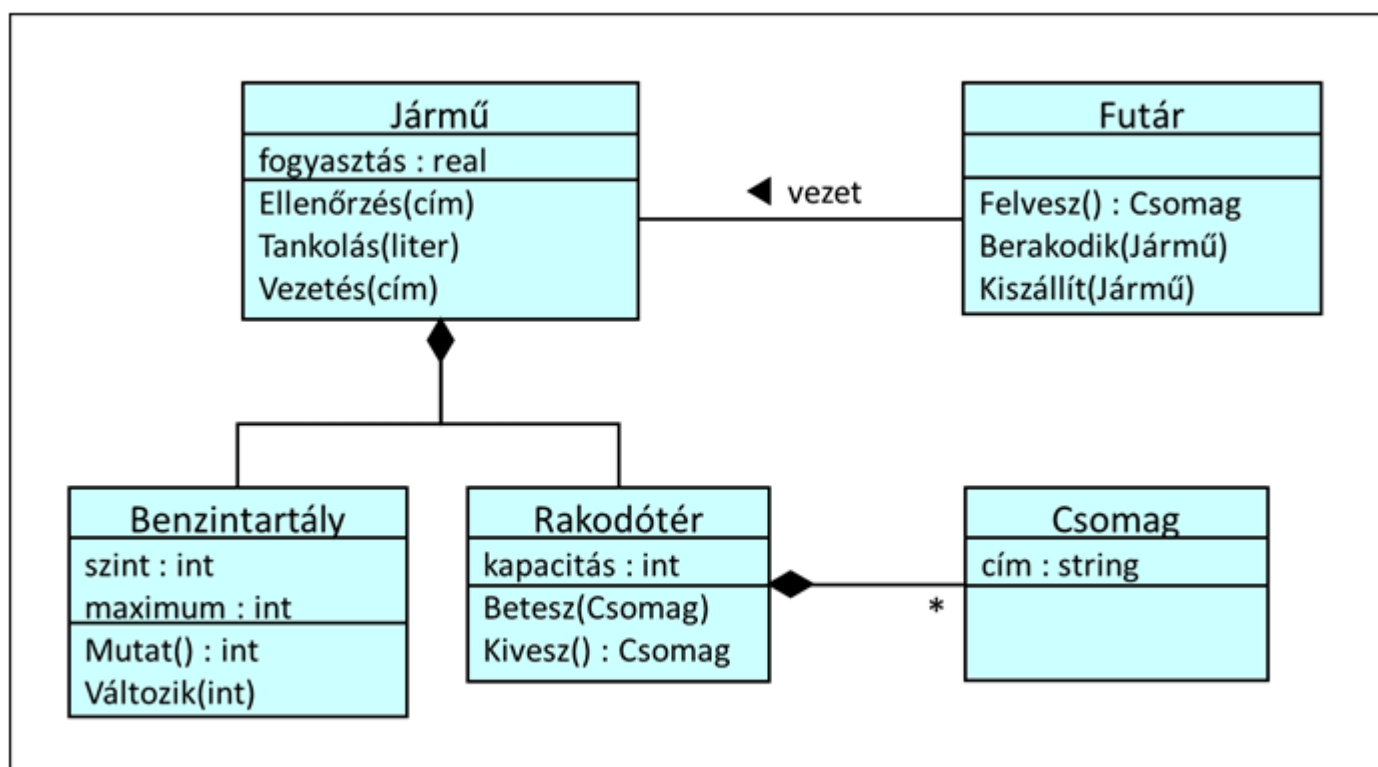 Jármű
fogyasztás : real
Ellenőrzés(cím)
Tankolás(liter)
Vezetés(cím)
vezet
Futár
Felvesz() : Csomag
Berakodik(Jármű)
Kiszállít(Jármű)
Benzintartály
szint : int
maximum : int
Mutat() : int
Változik(int)
Rakodótér
kapacitás : int
Betesz(Csomag)
Kivesz() : Csomag
*
Csomag
cím : string